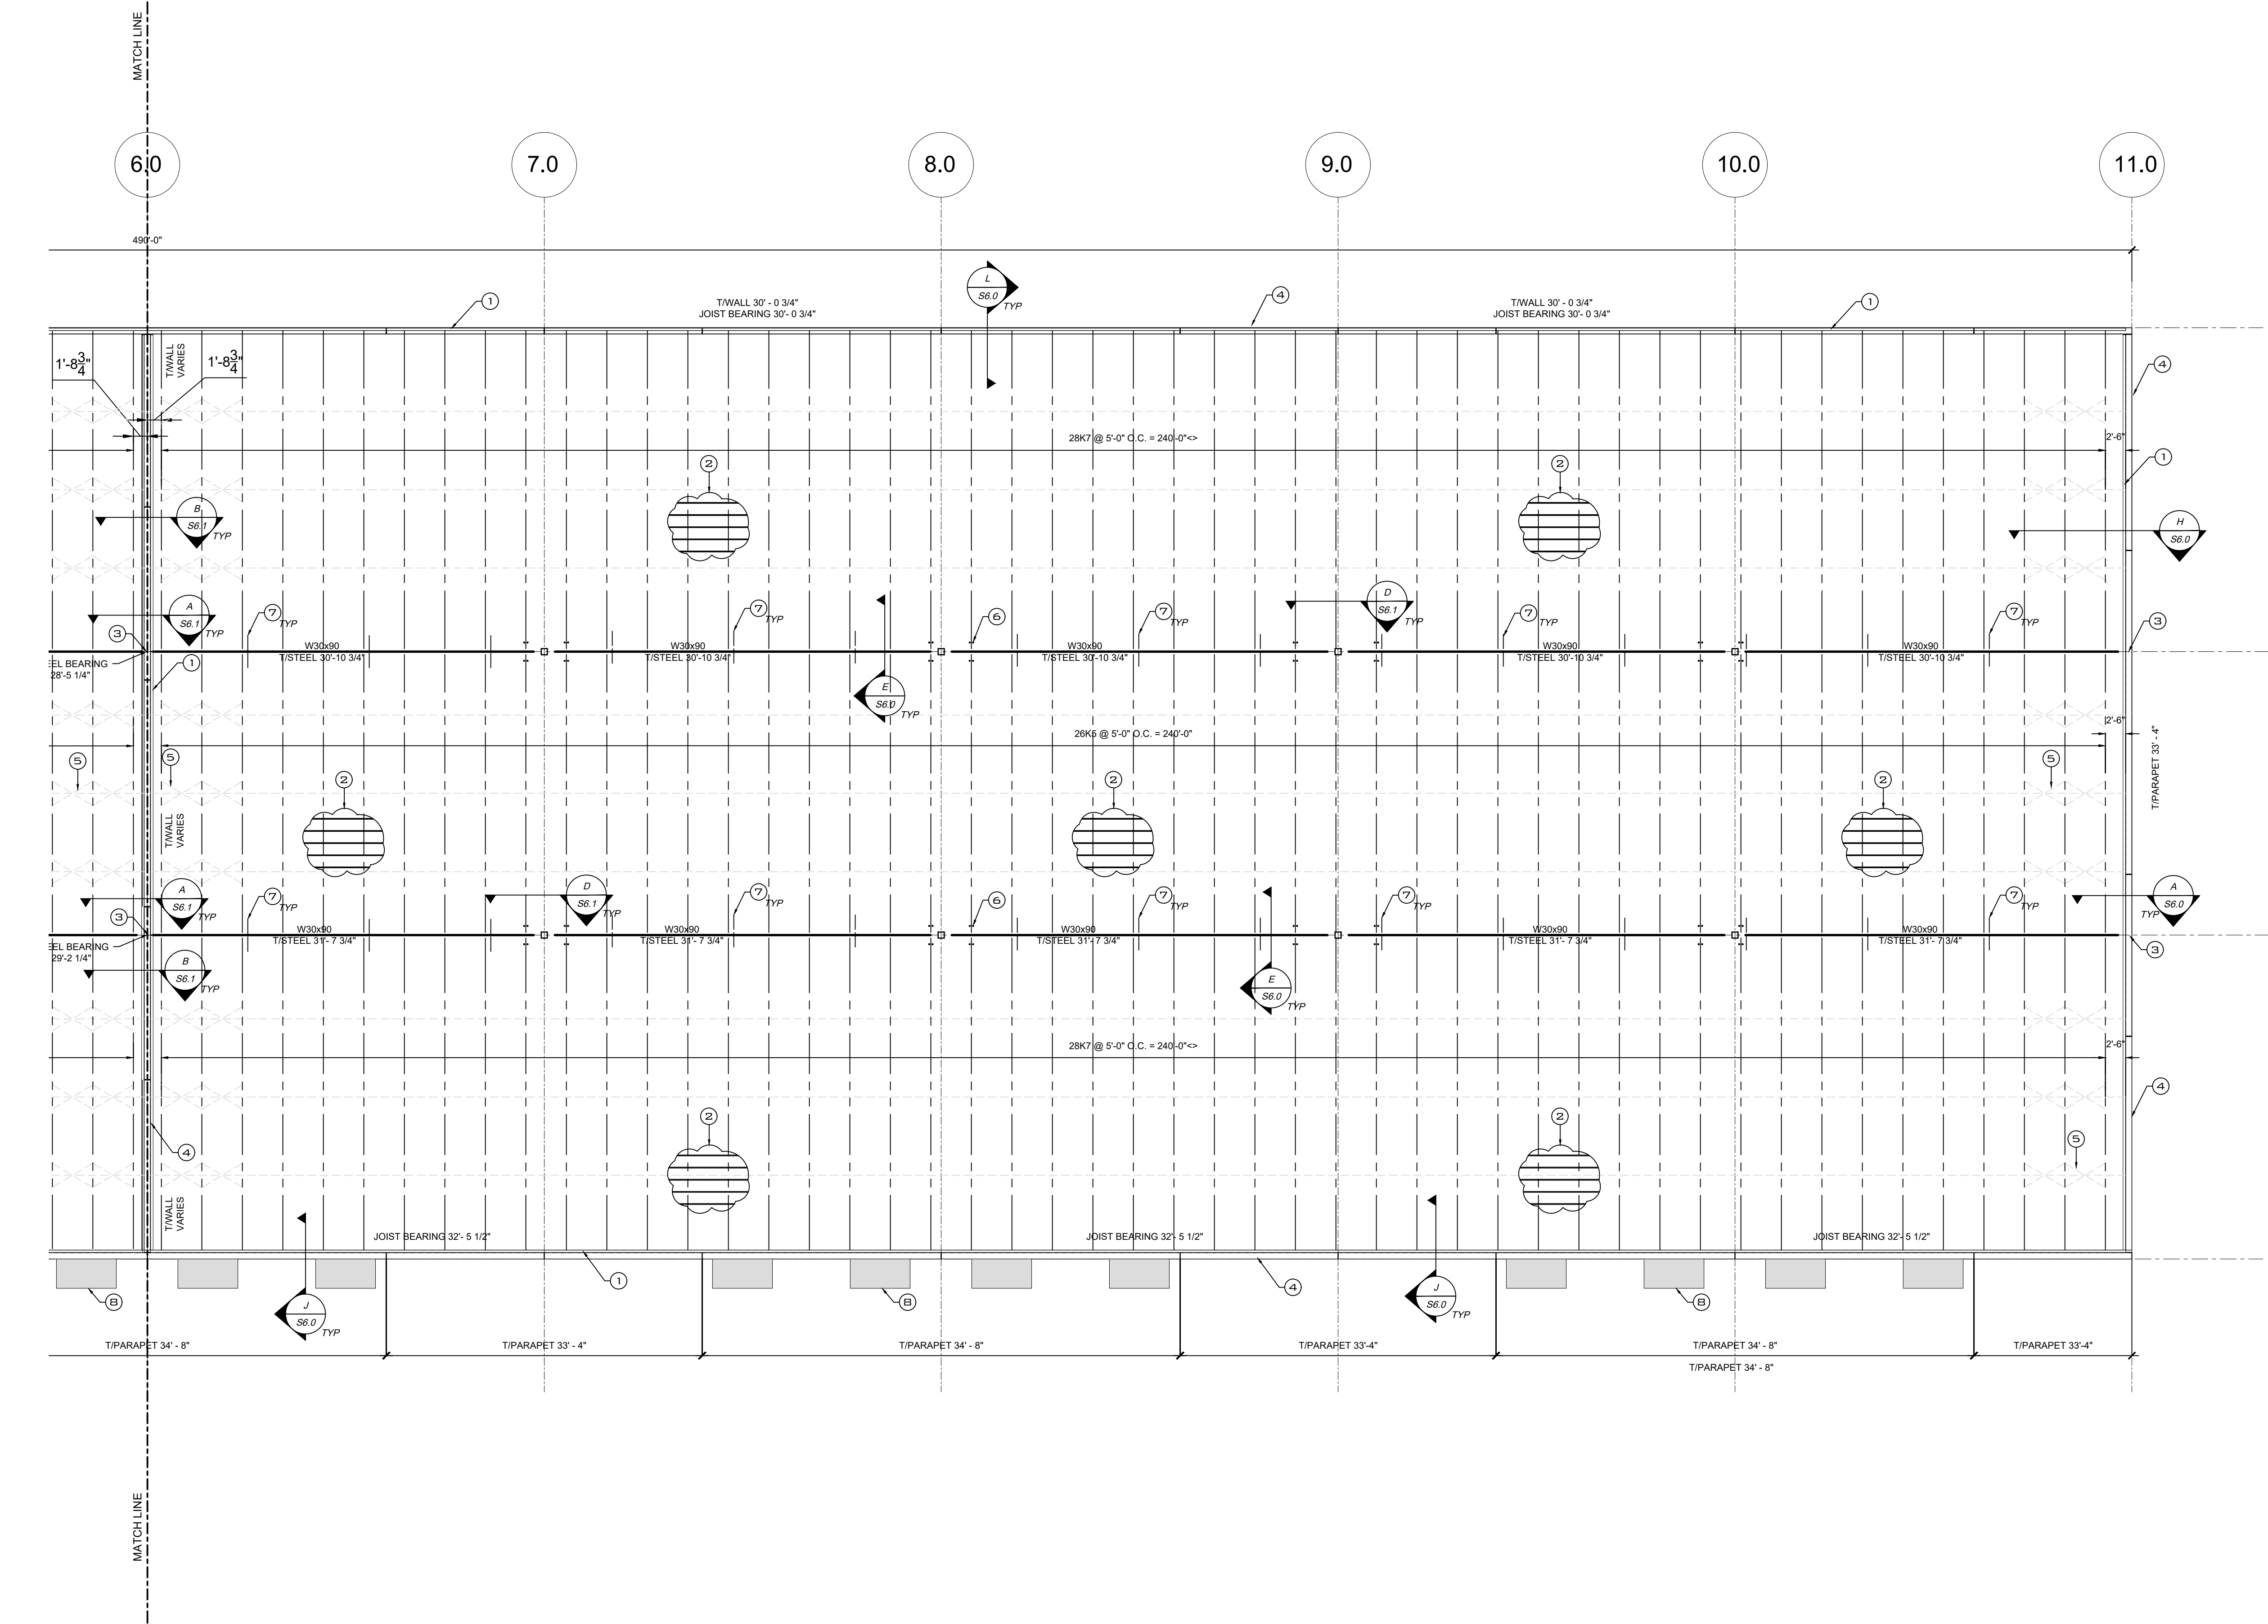 MATCH LINE
6.0
7.0
8.0
9.0
10.0
11.0
490'-0"
L
S6.0
TYP
1
T/WALL 30' - 0 3/4"
JOIST BEARING 30'- 0 3/4"
4
T/WALL 30' - 0 3/4"
JOIST BEARING 30'- 0 3/4"
1
1'-8 3/4"
T/WALL
VARIES
1'-8 3/4"
4
28K7 @ 5'-0" O.C. = 240'-0"<>
2'-6"
1
2
2
B
S6.1
TYP
H
S6.0
A
S6.1
TYP
7
TYP
7
TYP
6
7
TYP
D
S6.1
TYP
7
TYP
7
TYP
3
3
W30x90
T/STEEL 30'-10 3/4"
W30x90
T/STEEL 30'-10 3/4"
W30x90
T/STEEL 30'-10 3/4"
W30x90
T/STEEL 30'-10 3/4"
W30x90
T/STEEL 30'-10 3/4"
EL BEARING
28'-5 1/4"
1
E
S6.0
TYP
26K5 @ 5'-0" O.C. = 240'-0"
2'-6"
T/PARAPET 33' - 4"
5
5
5
2
2
2
T/WALL
VARIES
A
S6.1
TYP
7
TYP
D
S6.1
TYP
7
TYP
6
7
TYP
7
TYP
7
TYP
A
S6.0
TYP
3
3
W30x90
T/STEEL 31'- 7 3/4"
W30x90
T/STEEL 31'- 7 3/4"
W30x90
T/STEEL 31'- 7 3/4"
W30x90
T/STEEL 31'- 7 3/4"
W30x90
T/STEEL 31'- 7 3/4"
EL BEARING
29'-2 1/4"
B
S6.1
TYP
E
S6.0
TYP
28K7 @ 5'-0" O.C. = 240'-0"<>
2'-6"
4
2
2
5
4
T/WALL
VARIES
JOIST BEARING 32'- 5 1/2"
JOIST BEARING 32'- 5 1/2"
JOIST BEARING 32'- 5 1/2"
1
4
8
8
8
J
S6.0
TYP
J
S6.0
TYP
T/PARAPET 34' - 8"
T/PARAPET 33' - 4"
T/PARAPET 34' - 8"
T/PARAPET 33'-4"
T/PARAPET 34' - 8"
T/PARAPET 33'-4"
T/PARAPET 34' - 8"
MATCH LINE